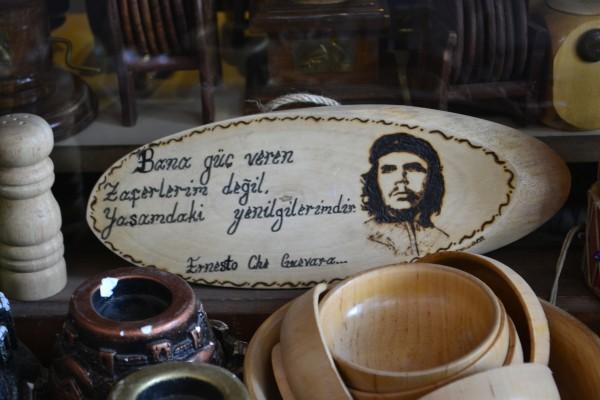 Bana güç veren
Zaferlerim değil,
Yaşamdaki yenilgilerimdir
Ernesto Che Guevara...